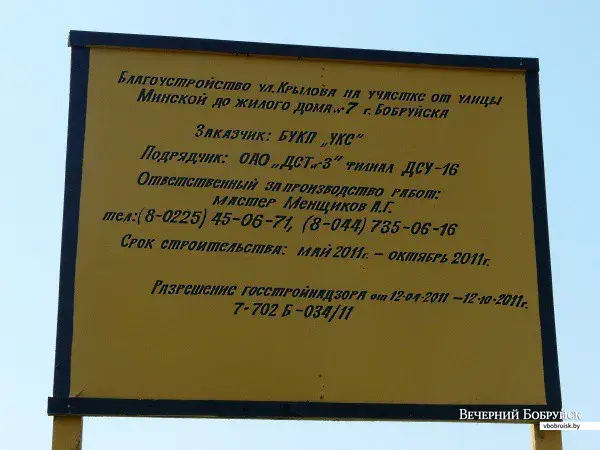 Благоустройство ул. Крылова на участке от улицы
Минской до жилого дома №7 г. Бобруйска
Заказчик: БУКП „УКС"
Подрядчик: ОАО „ДСТ №3" филиал ДСУ-16
Ответственный за производство работ:
мастер Менщиков А.Г.
тел: (8-0225) 45-06-71, (8-044) 735-06-16
Срок строительства: май 2011г. – октябрь 2011г.
Разрешение госстройнадзора от 12-04-2011 – 12-10-2011г.
7-702 Б-034/11
Вечерний Бобруйск
vbobruisk.by